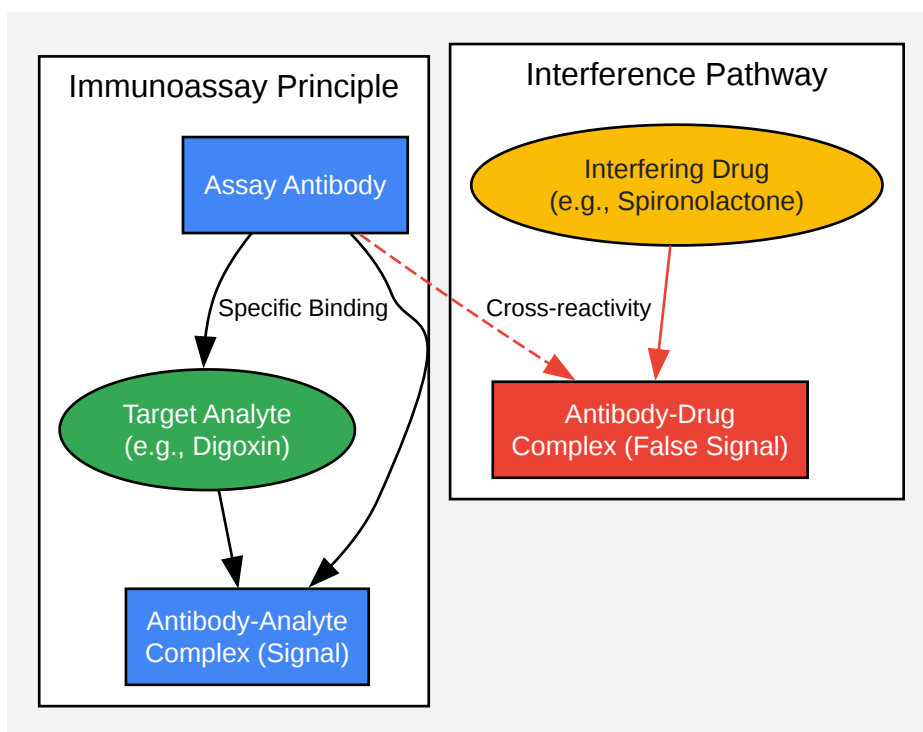 Immunoassay Principle
Assay Antibody
Specific Binding
Target Analyte
(e.g., Digoxin)
Antibody-Analyte
Complex (Signal)
Interference Pathway
Interfering Drug
(e.g., Spironolactone)
Cross-reactivity
Antibody-Drug
Complex (False Signal)